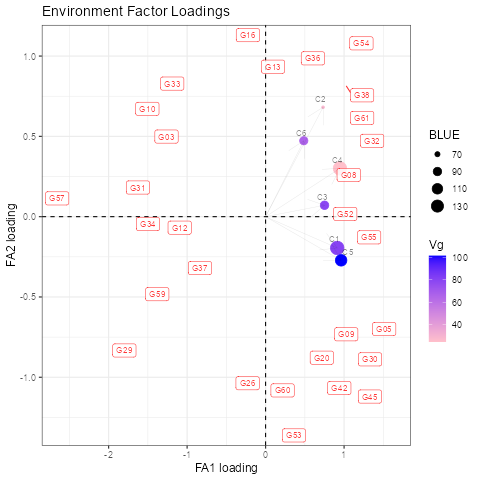 Environment Factor Loadings
G16
G54
G36
G13
1.0
G33
G38
C2
G10
G61
0.5
G03
C6
G32
C4
G08
G31
G57
C3
G52
0.0
G34
G12
C1
G55
C5
G37
-0.5
G59
G05
G09
G29
G20
G30
-1.0
G26
G60
G42
G45
G53
-2
-1
0
1
FA1 loading
FA2 loading
BLUE
70
90
110
130
Vg
100
80
60
40